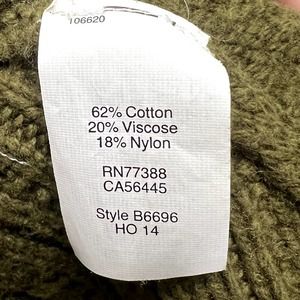 106620
62% Cotton
20% Viscose
18% Nylon
RN77388
CA56445
Style B6696
HO 14